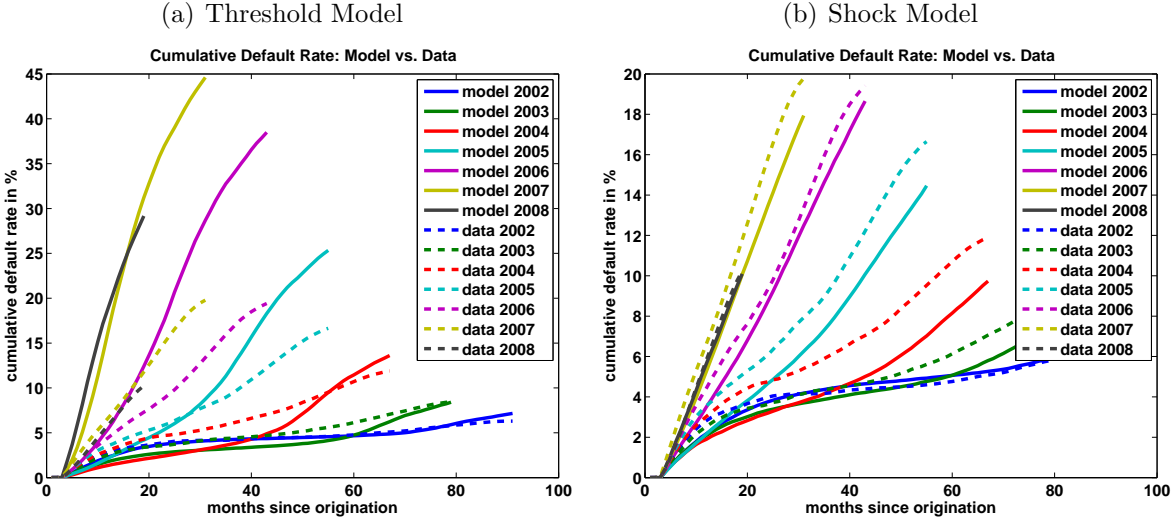 (a) Threshold Model
Cumulative Default Rate: Model vs. Data
cumulative default rate in %
45
40
35
30
25
20
15
10
5
0
0
20
40
60
80
100
months since origination
model 2002
model 2003
model 2004
model 2005
model 2006
model 2007
model 2008
data 2002
data 2003
data 2004
data 2005
data 2006
data 2007
data 2008
(b) Shock Model
Cumulative Default Rate: Model vs. Data
cumulative default rate in %
20
18
16
14
12
10
8
6
4
2
0
0
20
40
60
80
100
months since origination
model 2002
model 2003
model 2004
model 2005
model 2006
model 2007
model 2008
data 2002
data 2003
data 2004
data 2005
data 2006
data 2007
data 2008